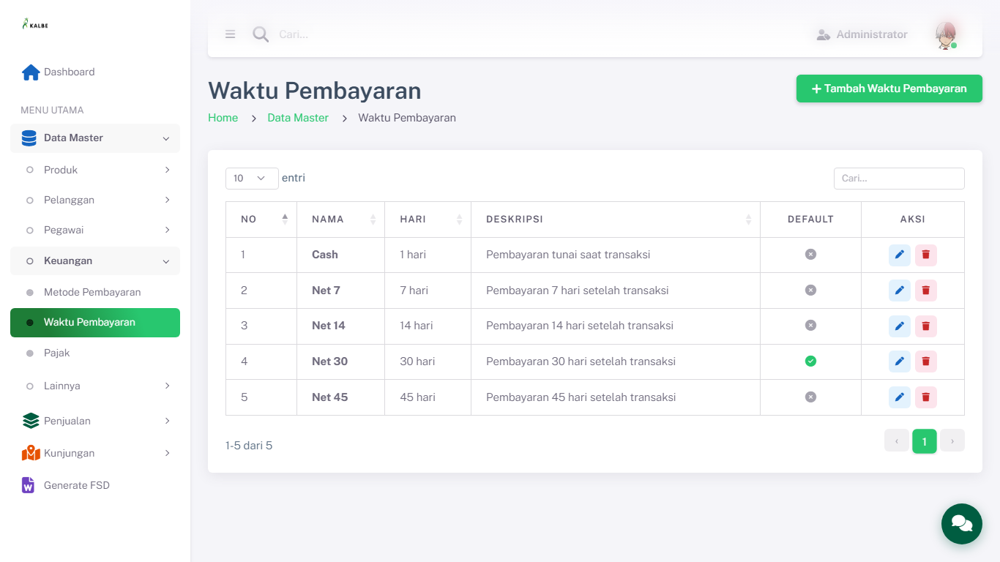 KALBE
Cari...
Administrator
Dashboard
MENU UTAMA
Data Master
Produk
Pelanggan
Pegawai
Keuangan
Metode Pembayaran
Waktu Pembayaran
Pajak
Lainnya
Penjualan
Kunjungan
Generate FSD
Waktu Pembayaran
Tambah Waktu Pembayaran
Home > Data Master > Waktu Pembayaran
10 entri
Cari...
NO NAMA HARI DESKRIPSI DEFAULT AKSI
1 Cash 1 hari Pembayaran tunai saat transaksi
2 Net 7 7 hari Pembayaran 7 hari setelah transaksi
3 Net 14 14 hari Pembayaran 14 hari setelah transaksi
4 Net 30 30 hari Pembayaran 30 hari setelah transaksi
5 Net 45 45 hari Pembayaran 45 hari setelah transaksi
1-5 dari 5
‹ 1 ›